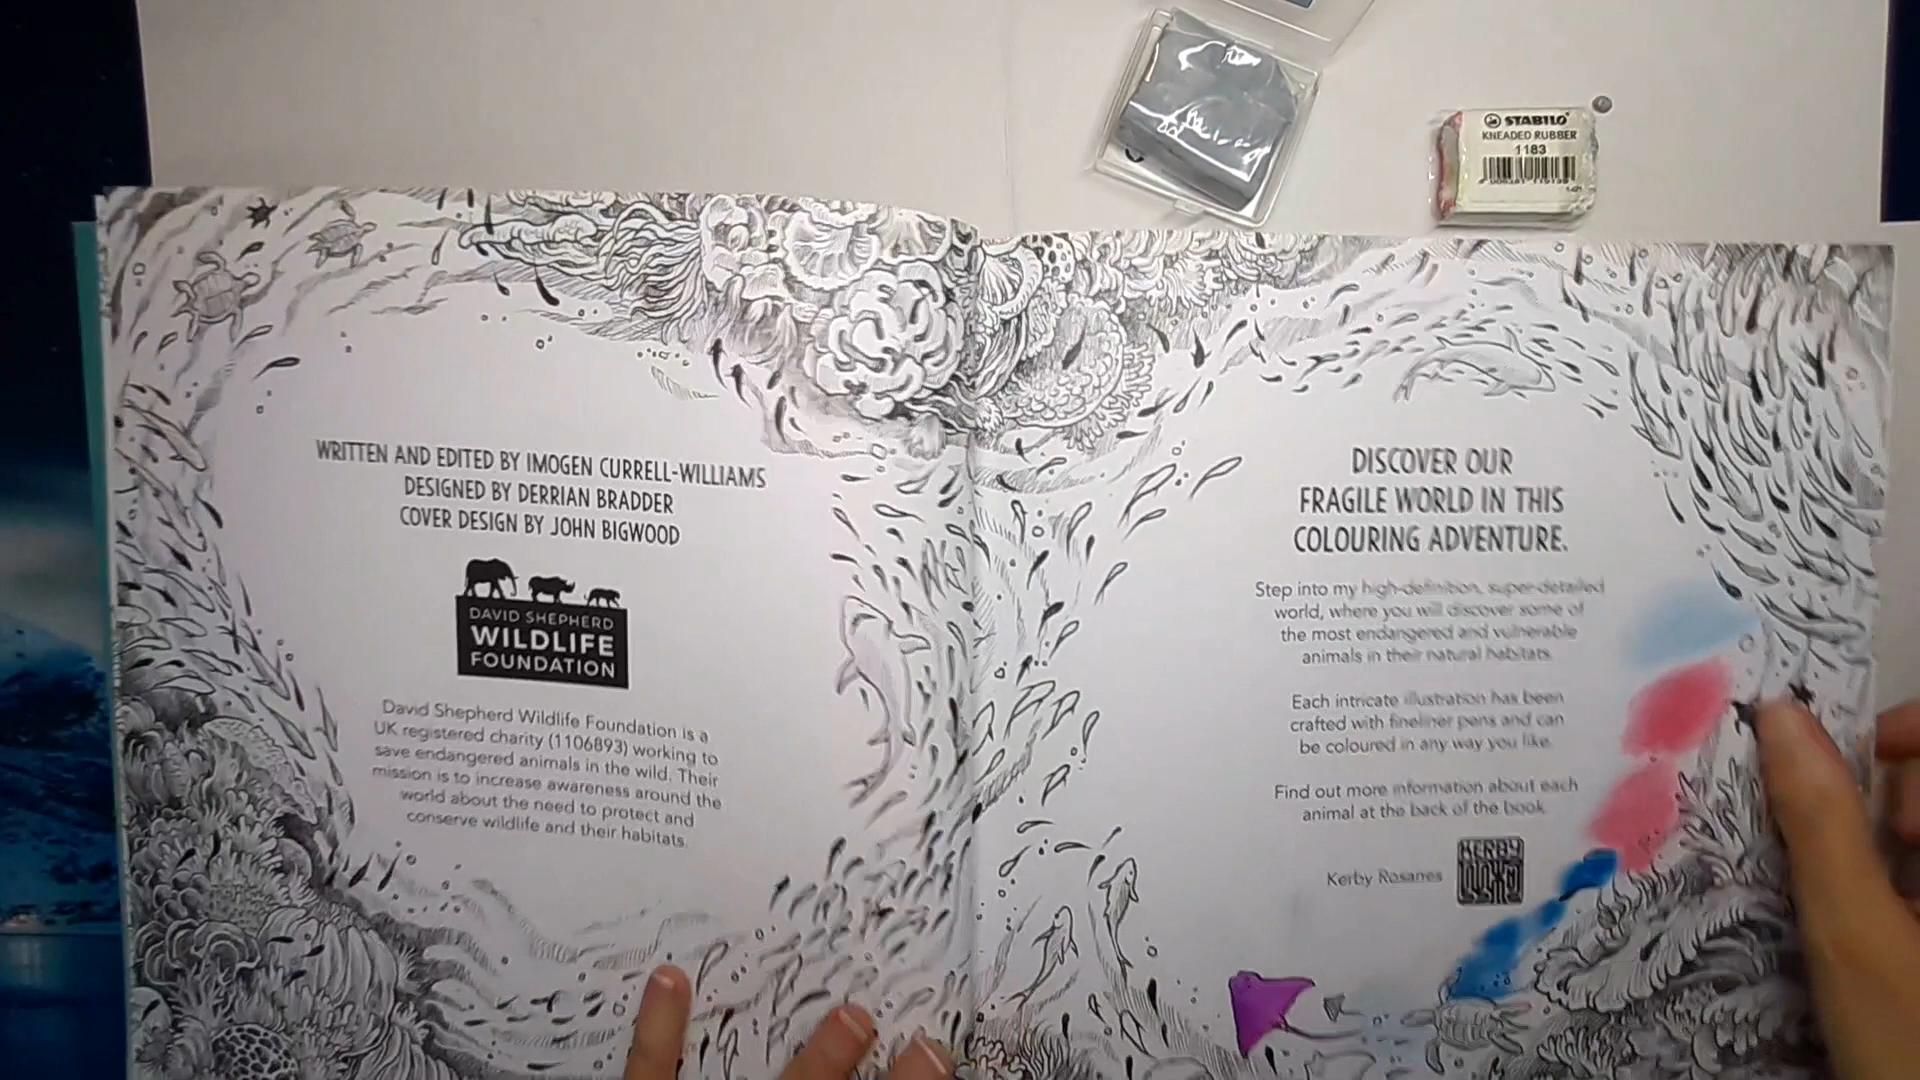 STABILO
KNEADED RUBBER
1183
WRITTEN AND EDITED BY IMOGEN CURRELL-WILLIAMS
DESIGNED BY DERRIAN BRADDER
COVER DESIGN BY JOHN BIGWOOD
DAVID SHEPHERD
WILDLIFE
FOUNDATION
David Shepherd Wildlife Foundation is a
UK registered charity (1106893) working to
save endangered animals in the wild. Their
mission is to increase awareness around the
world about the need to protect and
conserve wildlife and their habitats.
DISCOVER OUR
FRAGILE WORLD IN THIS
COLOURING ADVENTURE.
Step into my high-definition, super-detailed
world, where you will discover some of
the most endangered and vulnerable
animals in their natural habitats.
Each intricate illustration has been
crafted with fineliner pens and can
be coloured in any way you like.
Find out more information about each
animal at the back of the book.
Kerby Rosanes
KERBY